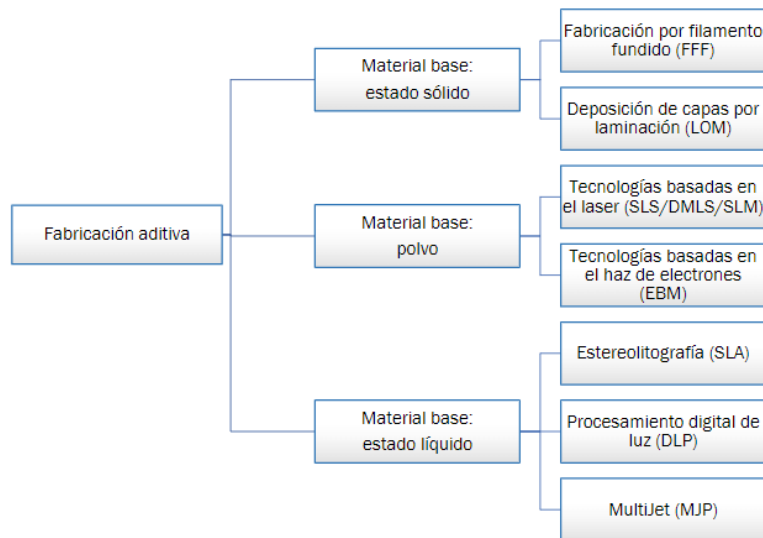 Fabricación aditiva
Material base:
estado sólido
Fabricación por filamento
fundido (FFF)
Deposición de capas por
laminación (LOM)
Material base:
polvo
Tecnologías basadas en
el laser (SLS/DMLS/SLM)
Tecnologías basadas en
el haz de electrones
(EBM)
Material base:
estado líquido
Estereolitografía (SLA)
Procesamiento digital de
luz (DLP)
MultiJet (MJP)